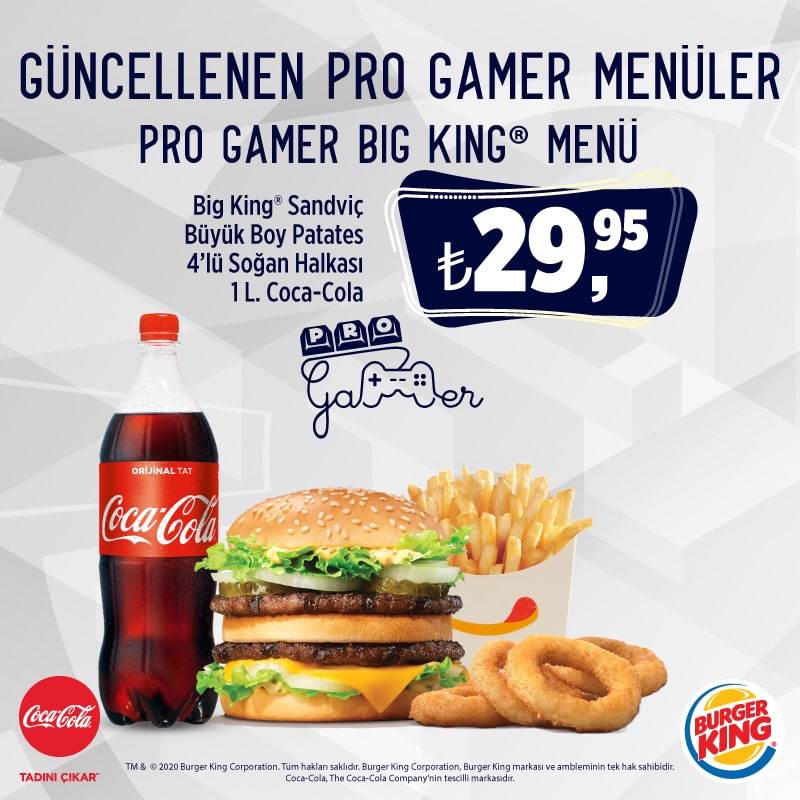 GÜNCELLENEN PRO GAMER MENÜLER
PRO GAMER BIG KING® MENÜ
Big King® Sandviç
Büyük Boy Patates
4'lü Soğan Halkası
1 L. Coca-Cola
₺29,95
PRO
Gamer
ORİJİNAL TAT
Coca-Cola
Coca-Cola
TADINI ÇIKAR™
BURGER
KING
TM & © 2020 Burger King Corporation. Tüm hakları saklıdır. Burger King Corporation, Burger King markası ve ambleminin tek hak sahibidir.
Coca-Cola, The Coca-Cola Company'nin tescilli markasıdır.